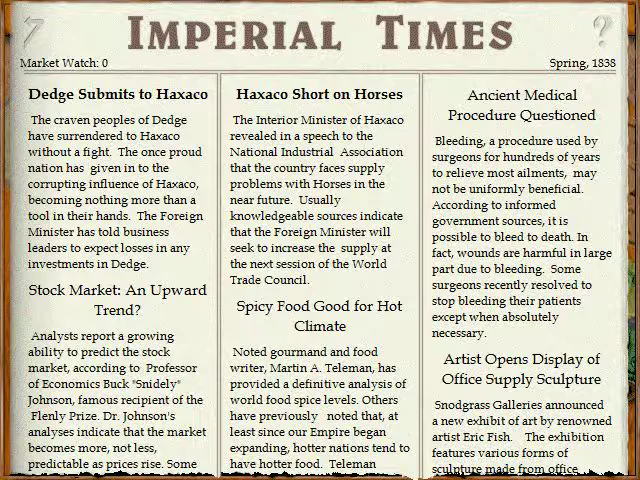 IMPERIAL TIMES
Market Watch: 0
Spring, 1838
Dedge Submits to Haxaco
The craven peoples of Dedge
have surrendered to Haxaco
without a fight. The once proud
nation has given in to the
corrupting influence of Haxaco,
becoming nothing more than a
tool in their hands. The Foreign
Minister has told business
leaders to expect losses in any
investments in Dedge.
Stock Market: An Upward
Trend?
Analysts report a growing
ability to predict the stock
market, according to Professor
of Economics Buck "Snidely"
Johnson, famous recipient of the
Flenly Prize. Dr. Johnson's
analyses indicate that the market
becomes more, not less,
predictable as prices rise. Some
Haxaco Short on Horses
The Interior Minister of Haxaco
revealed in a speech to the
National Industrial Association
that the country faces supply
problems with Horses in the
near future. Usually
knowledgeable sources indicate
that the Foreign Minister will
seek to increase the supply at
the next session of the World
Trade Council.
Spicy Food Good for Hot
Climate
Noted gourmand and food
writer, Martin A. Teleman, has
provided a definitive analysis of
world food spice levels. Others
have previously noted that, at
least since our Empire began
expanding, hotter nations tend to
have hotter food. Teleman
Ancient Medical
Procedure Questioned
Bleeding, a procedure used by
surgeons for hundreds of years
to relieve most ailments, may
not be uniformly beneficial.
According to informed
government sources, it is
possible to bleed to death. In
fact, wounds are harmful in large
part due to bleeding. Some
surgeons recently resolved to
stop bleeding their patients
except when absolutely
necessary.
Artist Opens Display of
Office Supply Sculpture
Snodgrass Galleries announced
a new exhibit of art by renowned
artist Eric Fish. The exhibition
features various forms of
sculpture made from office
?